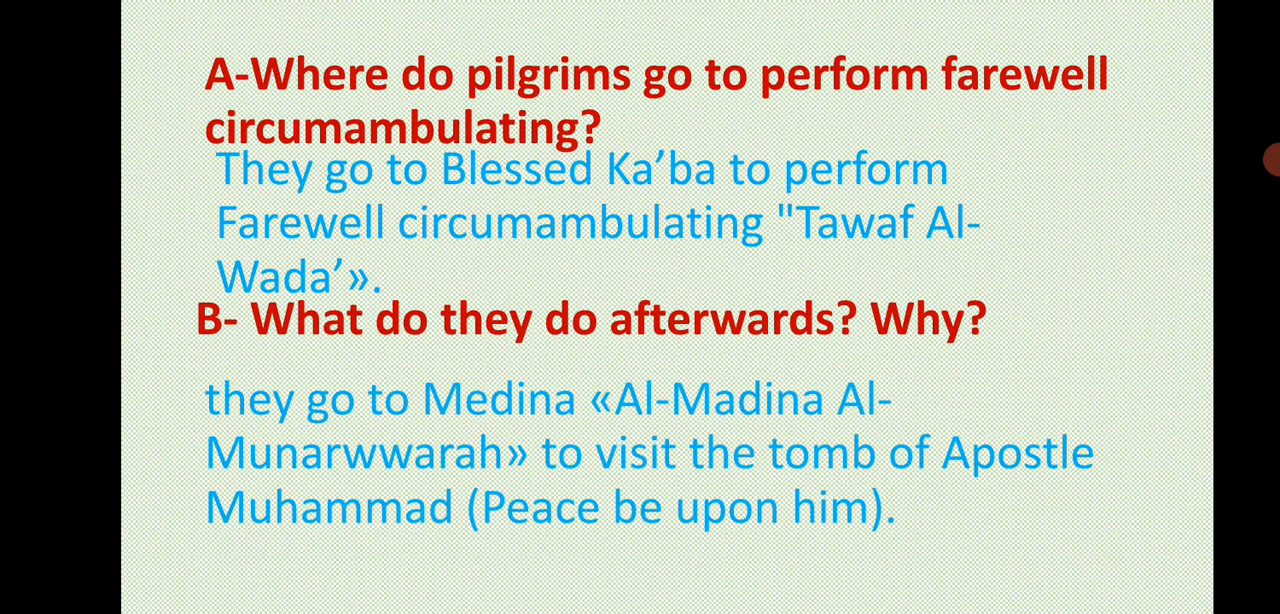 A-Where do pilgrims go to perform farewell
circumambulating?
They go to Blessed Ka’ba to perform
Farewell circumambulating "Tawaf Al-
Wada’».
B- What do they do afterwards? Why?
they go to Medina «Al-Madina Al-
Munarwwarah» to visit the tomb of Apostle
Muhammad (Peace be upon him).